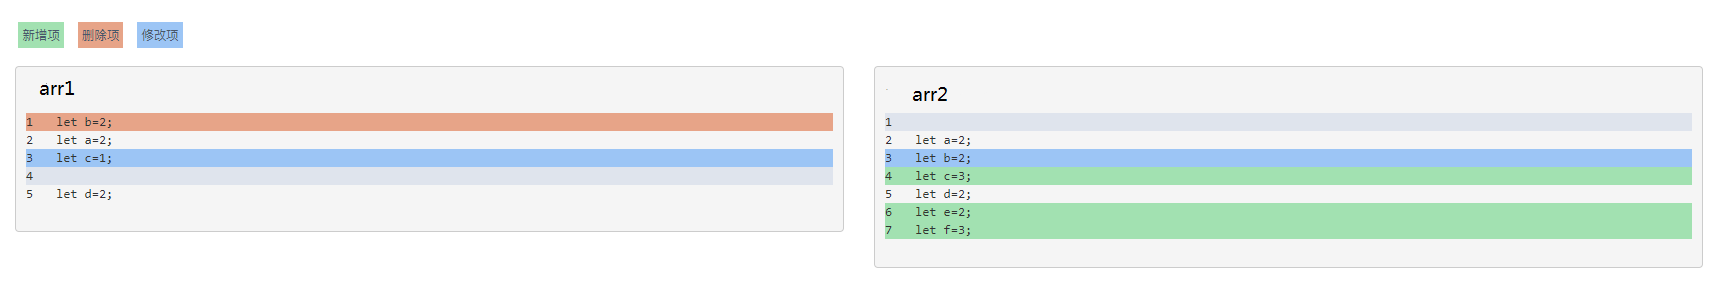 新增项 删除项 修改项
arr1
1 let b=2;
2 let a=2;
3 let c=1;
4
5 let d=2;
arr2
1
2 let a=2;
3 let b=2;
4 let c=3;
5 let d=2;
6 let e=2;
7 let f=3;